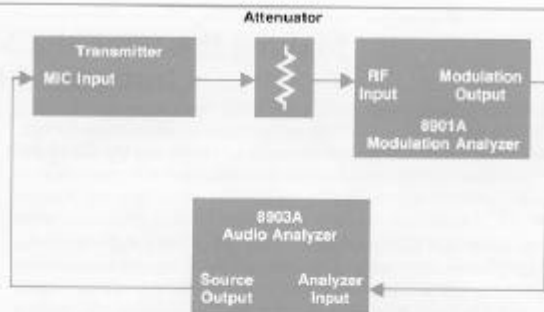 Attenuator
Transmitter
MIC Input
RF Input
Modulation Output
8901A
Modulation Analyzer
8903A
Audio Analyzer
Source Output
Analyzer Input